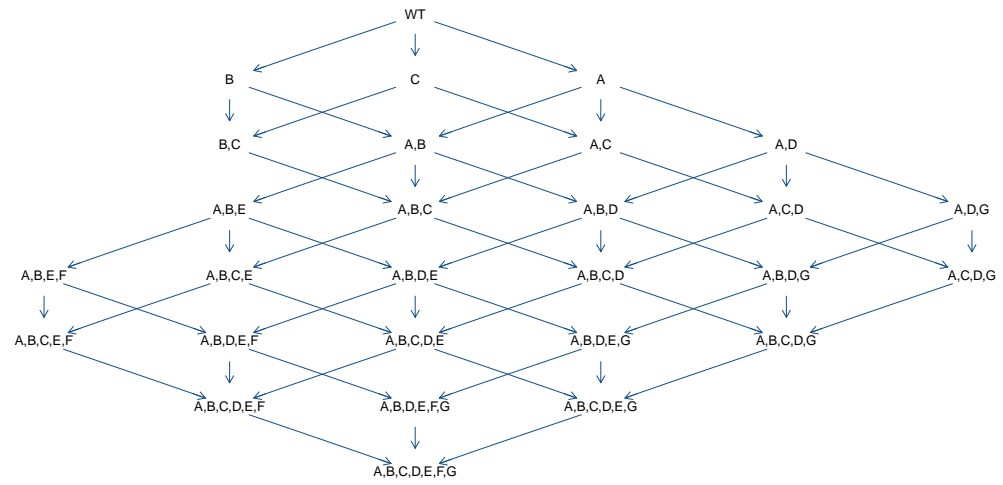 WT
B
C
A
B,C
A,B
A,C
A,D
A,B,E
A,B,C
A,B,D
A,C,D
A,D,G
A,B,E,F
A,B,C,E
A,B,D,E
A,B,C,D
A,B,D,G
A,C,D,G
A,B,C,E,F
A,B,D,E,F
A,B,C,D,E
A,B,D,E,G
A,B,C,D,G
A,B,C,D,E,F
A,B,D,E,F,G
A,B,C,D,E,G
A,B,C,D,E,F,G